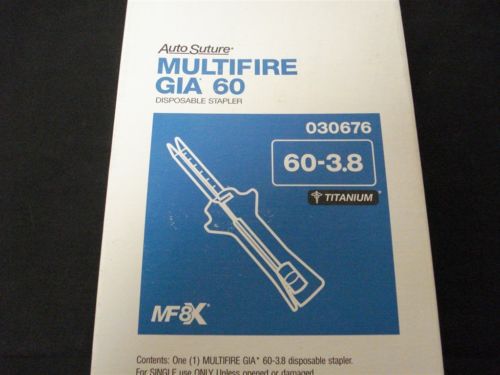 Auto Suture*
MULTIFIRE
GIA* 60
DISPOSABLE STAPLER
030676
60-3.8
TITANIUM
MF8X
Contents: One (1) MULTIFIRE GIA* 60-3.8 disposable stapler.
For SINGLE use ONLY Unless opened or damaged,